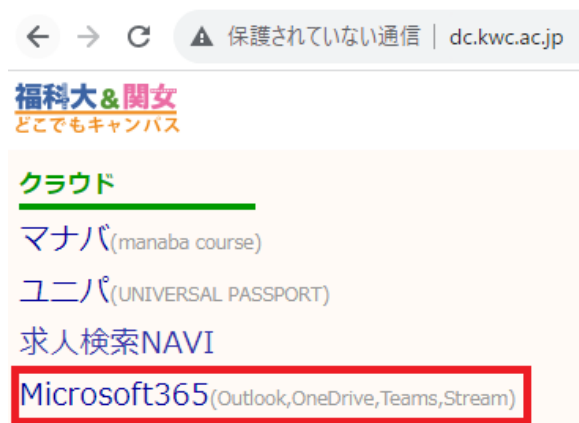 保護されていない通信 | dc.kwc.ac.jp
福科大&関女
どこでもキャンパス
クラウド
マナバ(manaba course)
ユニパ(UNIVERSAL PASSPORT)
求人検索NAVI
Microsoft365(Outlook,OneDrive,Teams,Stream)